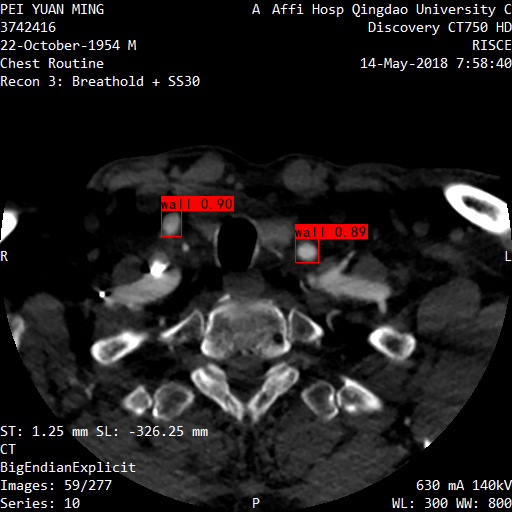 PEI YUAN MING
3742416
22-October-1954 M
Chest Routine
Recon 3: Breathold + SS30
A Affi Hosp Qingdao University C
Discovery CT750 HD
RISCE
14-May-2018 7:58:40
wall 0.90
wall 0.89
R
L
ST: 1.25 mm SL: -326.25 mm
CT
BigEndianExplicit
Images: 59/277
Series: 10
P
630 mA 140kV
WL: 300 WW: 800